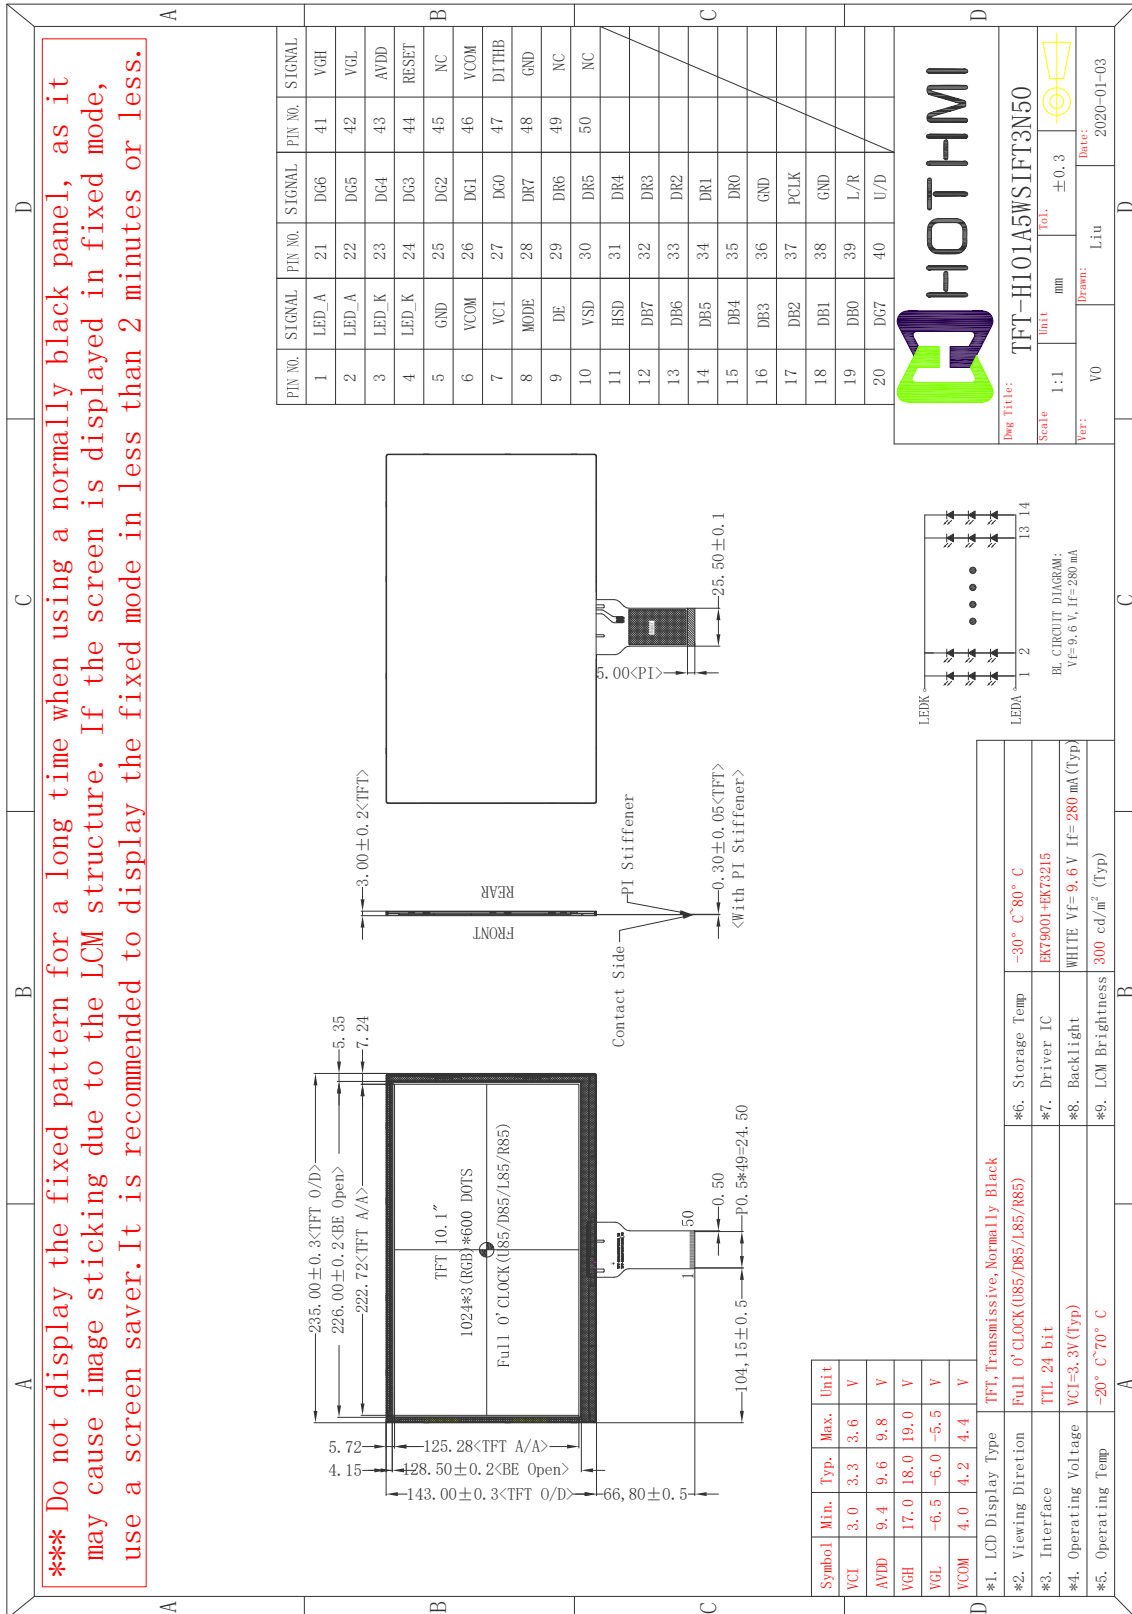 *** Do not display the fixed pattern for a long time when using a normally black panel, as it
may cause image sticking due to the LCM structure. If the screen is displayed in fixed mode,
use a screen saver.It is recommended to display the fixed mode in less than 2 minutes or less.
A B C D
235.00±0.3<TFT O/D>
226.00±0.2<BE Open>
222.72<TFT A/A>
5.35
7.24
5.72
4.15
125.28<TFT A/A>
128.50±0.2<BE Open>
143.00±0.3<TFT O/D>
66,80±0.5
TFT 10.1"
1024*3(RGB)*600 DOTS
Full O'CLOCK(U85/D85/L85/R85)
1
50
0.50
P0.5*49=24.50
104,15±0.5
3.00±0.2<TFT>
FRONT
REAR
Contact Side
PI Stiffener
0.30±0.05<TFT>
<With PI Stiffener>
5.00<PI>
25.50±0.1
PIN NO. SIGNAL PIN NO. SIGNAL PIN NO. SIGNAL
1 LED_A 21 DG6 41 VGH
2 LED_A 22 DG5 42 VGL
3 LED_K 23 DG4 43 AVDD
4 LED_K 24 DG3 44 RESET
5 GND 25 DG2 45 NC
6 VCOM 26 DG1 46 VCOM
7 VCI 27 DG0 47 DITHB
8 MODE 28 DR7 48 GND
9 DE 29 DR6 49 NC
10 VSD 30 DR5 50 NC
11 HSD 31 DR4
12 DB7 32 DR3
13 DB6 33 DR2
14 DB5 34 DR1
15 DB4 35 DR0
16 DB3 36 GND
17 DB2 37 PCLK
18 DB1 38 GND
19 DB0 39 L/R
20 DG7 40 U/D
Symbol Min. Typ. Max. Unit
VCI 3.0 3.3 3.6 V
AVDD 9.4 9.6 9.8 V
VGH 17.0 18.0 19.0 V
VGL -6.5 -6.0 -5.5 V
VCOM 4.0 4.2 4.4 V
*1. LCD Display Type TFT,Transmissive,Normally Black
*2. Viewing Diretion Full O'CLOCK(U85/D85/L85/R85)
*3. Interface TTL 24 bit
*4. Operating Voltage VCI=3.3V(Typ)
*5. Operating Temp -20° C~70° C
*6. Storage Temp -30° C~80° C
*7. Driver IC EK79001+EK73215
*8. Backlight WHITE Vf=9.6 V If=280 mA(Typ)
*9. LCM Brightness 300 cd/m² (Typ)
LEDK
LEDA
1 2 13 14
BL CIRCUIT DIAGRAM:
Vf=9.6 V,If=280 mA
HOTHMI
Dwg Title: TFT-H101A5WSIFT3N50
Scale 1:1 Unit mm Tol. ±0.3
Ver: V0 Drawn: Liu Date: 2020-01-03
A B C D